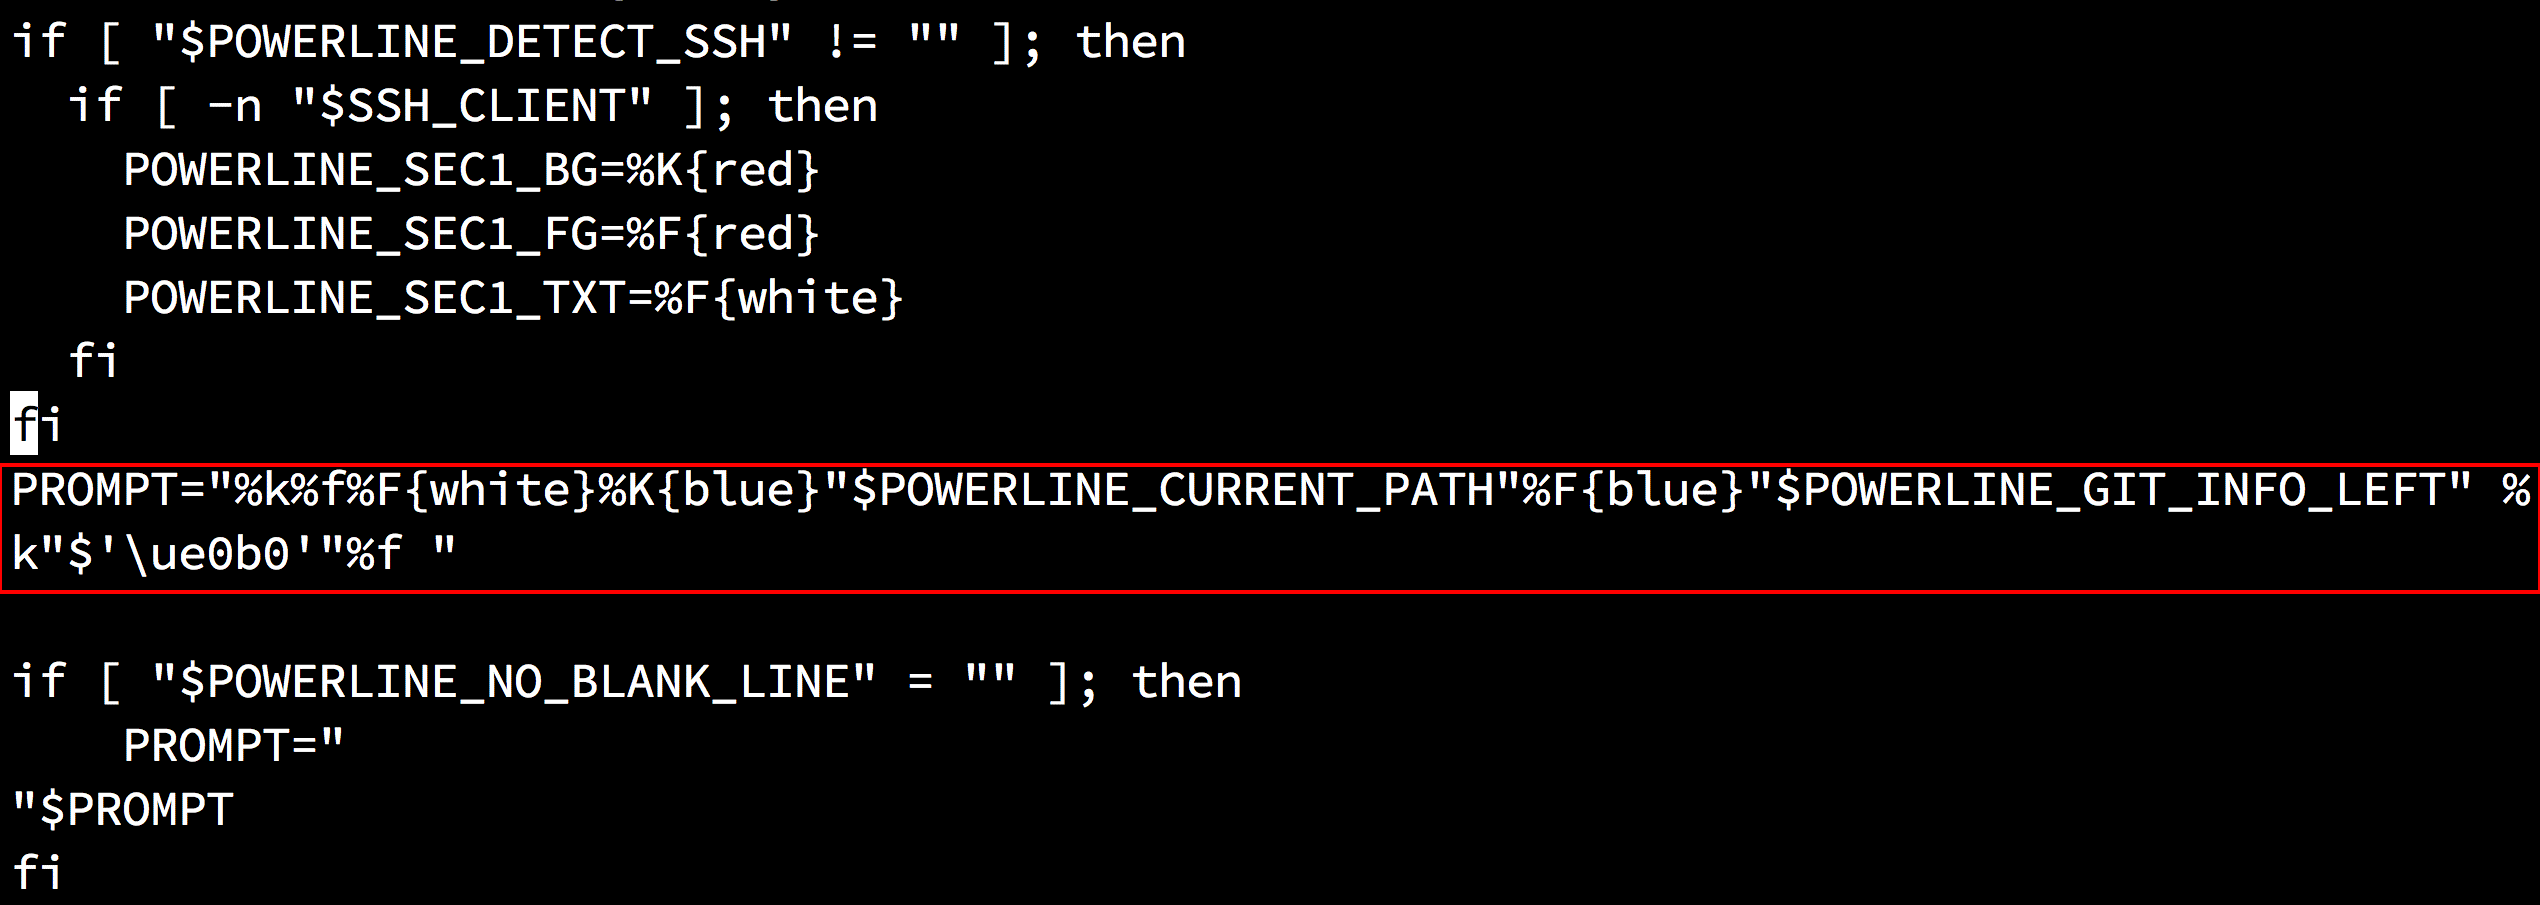 if [ "$POWERLINE_DETECT_SSH" != "" ]; then
  if [ -n "$SSH_CLIENT" ]; then
    POWERLINE_SEC1_BG=%K{red}
    POWERLINE_SEC1_FG=%F{red}
    POWERLINE_SEC1_TXT=%F{white}
  fi
fi
PROMPT="%k%f%F{white}%K{blue}"$POWERLINE_CURRENT_PATH"%F{blue}"$POWERLINE_GIT_INFO_LEFT" %
k"$'\ue0b0'"%f "

if [ "$POWERLINE_NO_BLANK_LINE" = "" ]; then
    PROMPT="
"$PROMPT
fi